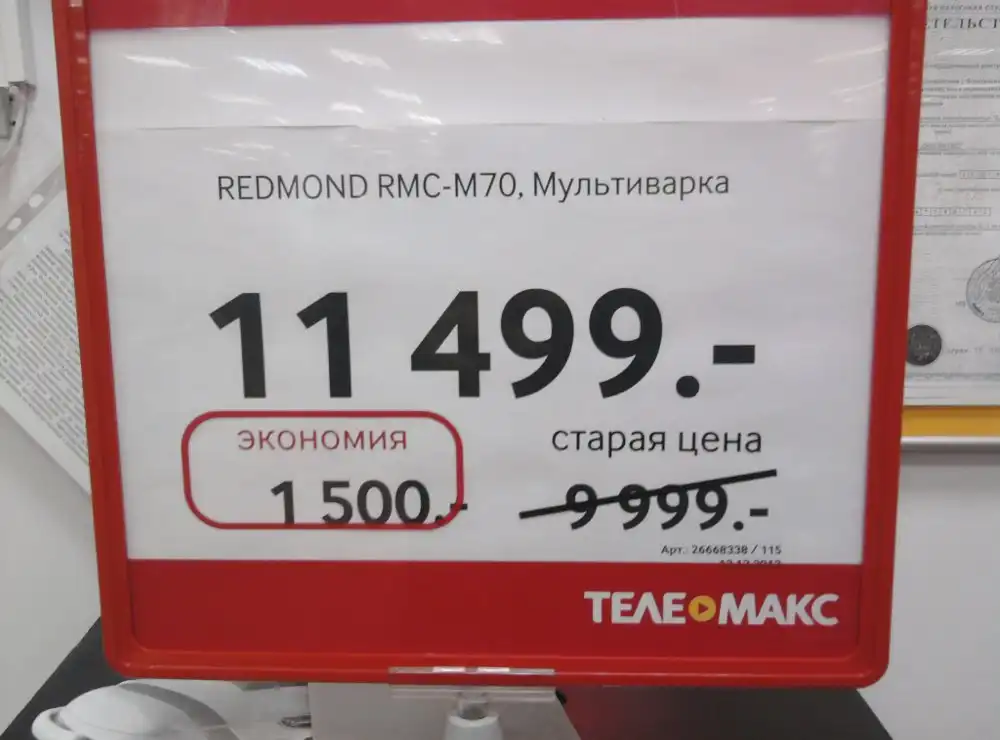 REDMOND RMC-M70, Мультиварка
11 499.-
экономия
1 500.-
старая цена
9 999.-
Арт.: 26668338 / 115
ТЕЛЕМАКС